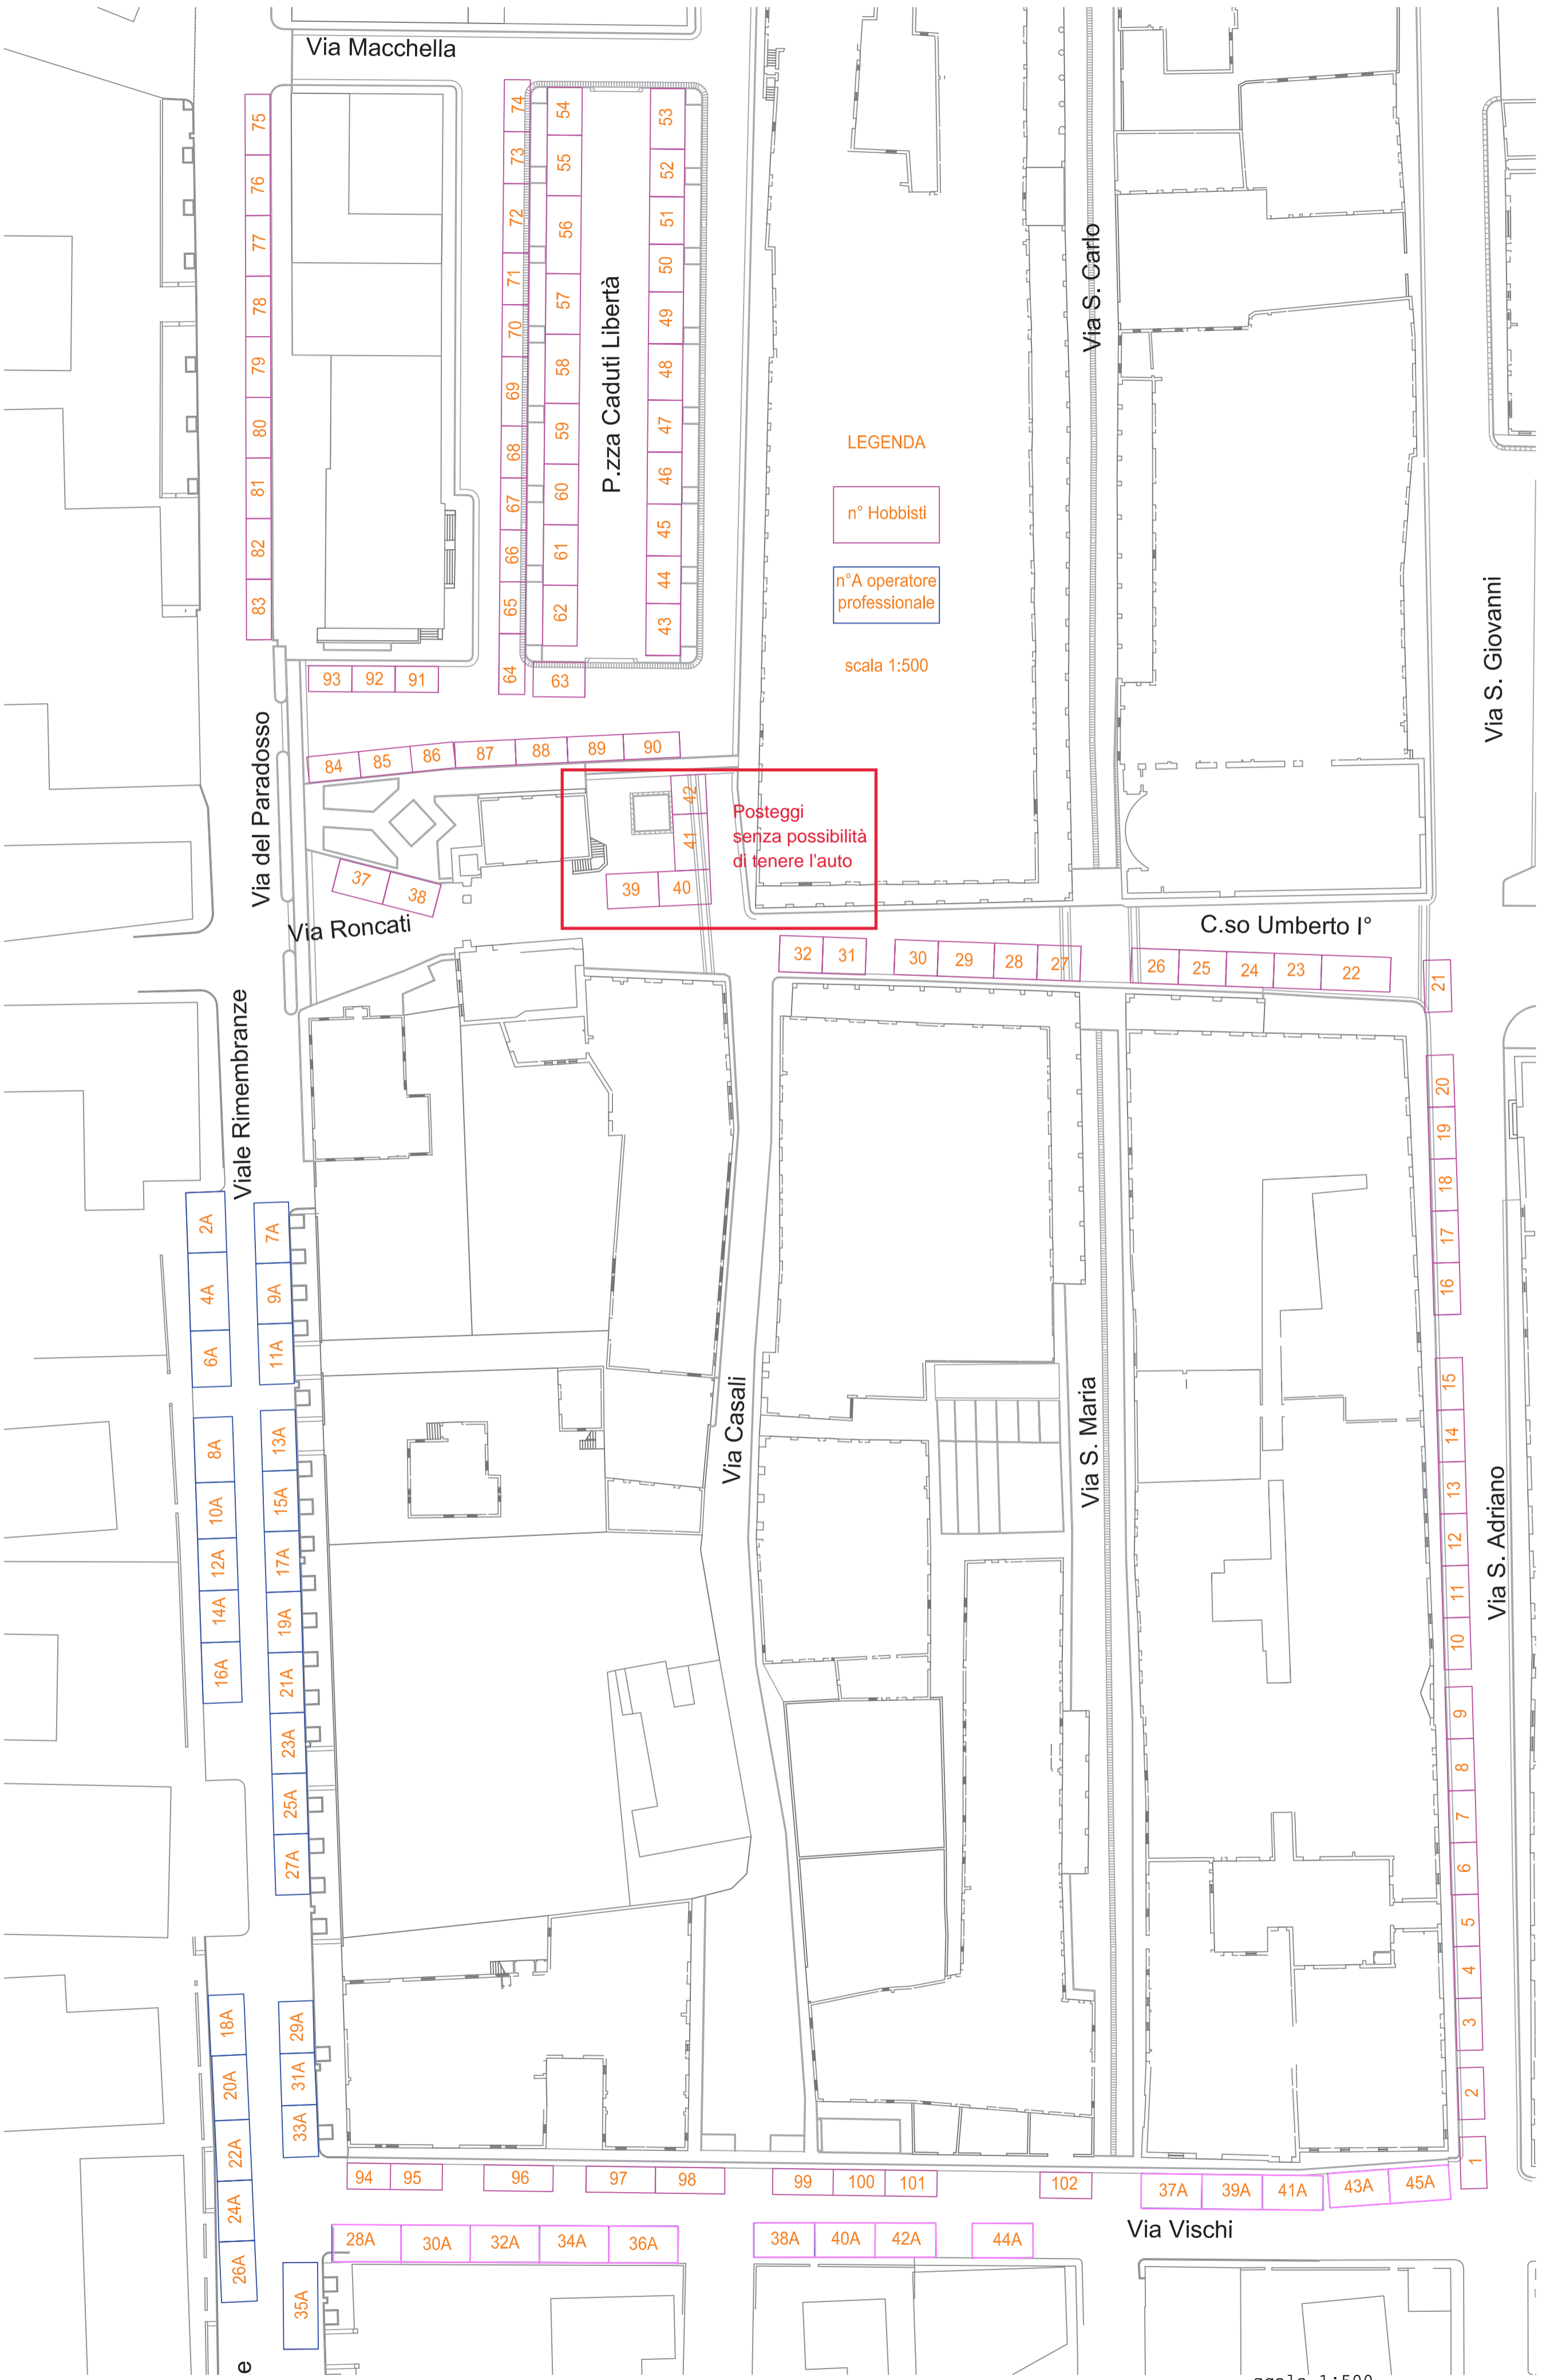 Via Macchella
75
76
77
78
79
80
81
82
83
74
73
72
71
70
69
68
67
66
65
64
54
55
56
57
58
59
60
61
62
63
P.zza Caduti Libertà
53
52
51
50
49
48
47
46
45
44
43
Via S. Carlo
LEGENDA
n° Hobbisti
n°A operatore
professionale
scala 1:500
Via S. Giovanni
93
92
91
84
85
86
87
88
89
90
Via del Paradosso
42
41
Posteggi
senza possibilità
di tenere l'auto
37
38
39
40
Via Roncati
C.so Umberto I°
32
31
30
29
28
27
26
25
24
23
22
21
Viale Rimembranze
20
19
18
17
16
15
14
13
12
11
10
9
8
7
6
5
4
3
2
1
2A
4A
6A
8A
10A
12A
14A
16A
7A
9A
11A
13A
15A
17A
19A
21A
23A
25A
27A
Via Casali
Via S. Maria
Via S. Adriano
18A
20A
22A
24A
26A
29A
31A
33A
35A
94
95
96
97
98
99
100
101
102
37A
39A
41A
43A
45A
28A
30A
32A
34A
36A
38A
40A
42A
44A
Via Vischi
e
scala 1:500